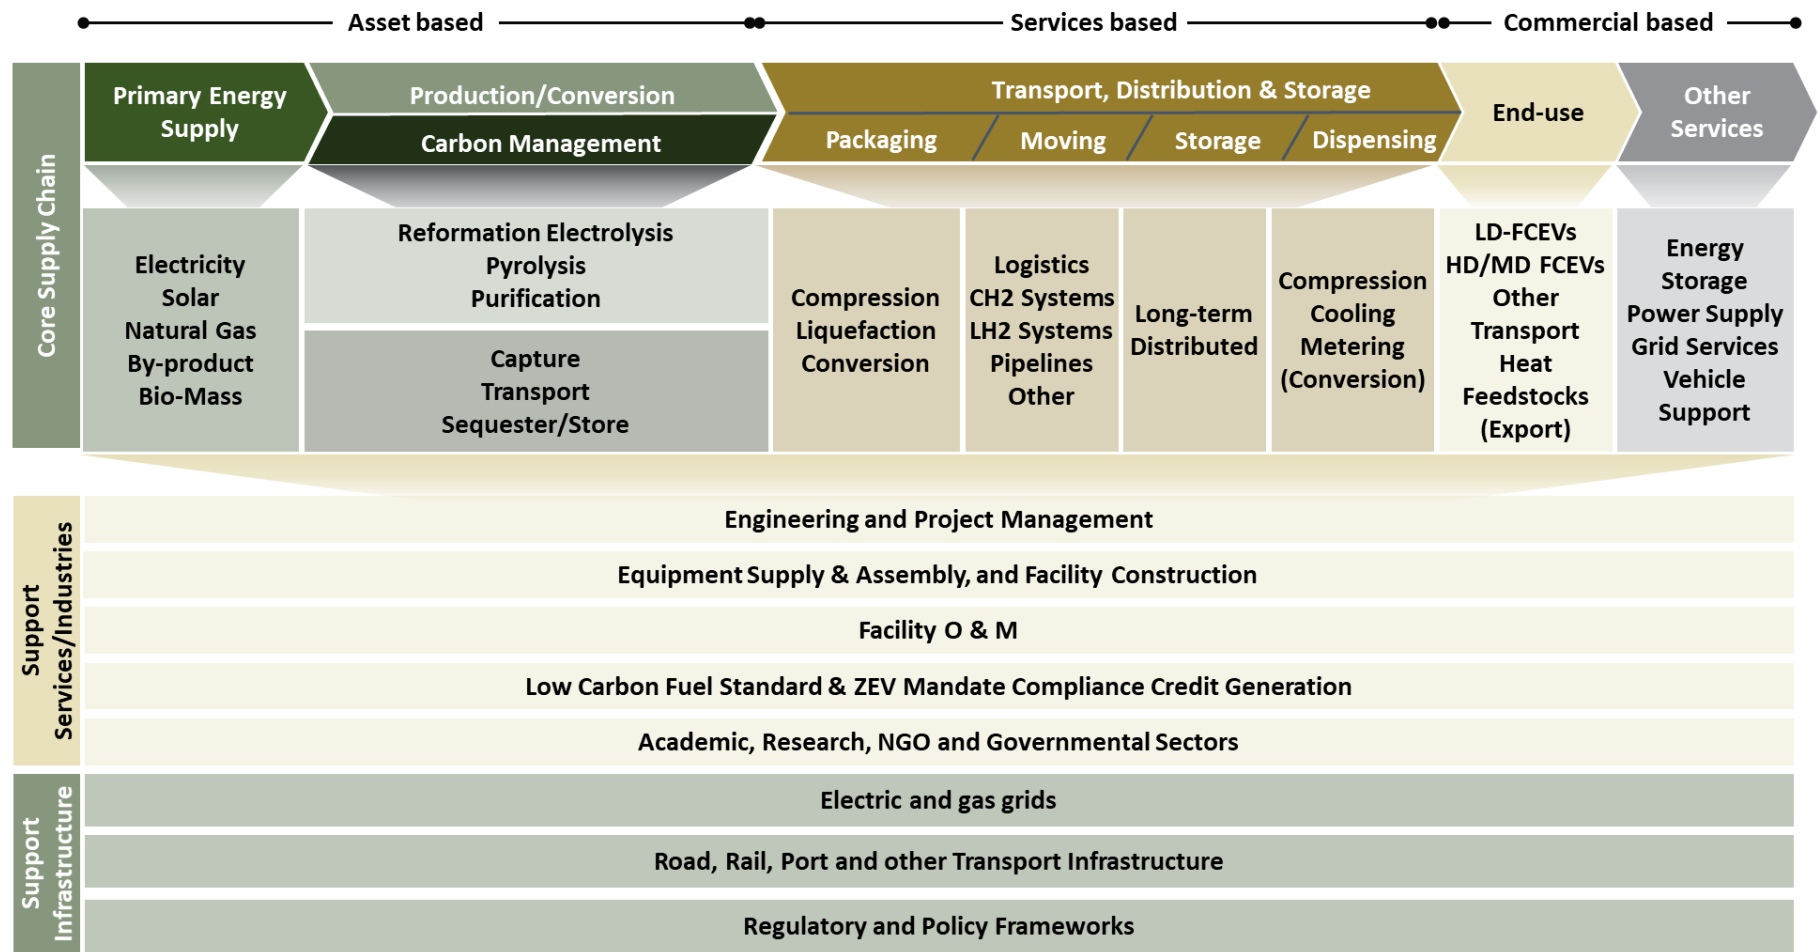 Asset based
Services based
Commercial based
Core Supply Chain
Primary Energy
Supply
Production/Conversion
Carbon Management
Transport, Distribution & Storage
Packaging
Moving
Storage
Dispensing
End-use
Other
Services
Electricity
Solar
Natural Gas
By-product
Bio-Mass
Reformation Electrolysis
Pyrolysis
Purification
Capture
Transport
Sequester/Store
Compression
Liquefaction
Conversion
Logistics
CH2 Systems
LH2 Systems
Pipelines
Other
Long-term
Distributed
Compression
Cooling
Metering
(Conversion)
LD-FCEVs
HD/MD FCEVs
Other
Transport
Heat
Feedstocks
(Export)
Energy
Storage
Power Supply
Grid Services
Vehicle
Support
Support
Services/Industries
Engineering and Project Management
Equipment Supply & Assembly, and Facility Construction
Facility O & M
Low Carbon Fuel Standard & ZEV Mandate Compliance Credit Generation
Academic, Research, NGO and Governmental Sectors
Support
Infrastructure
Electric and gas grids
Road, Rail, Port and other Transport Infrastructure
Regulatory and Policy Frameworks